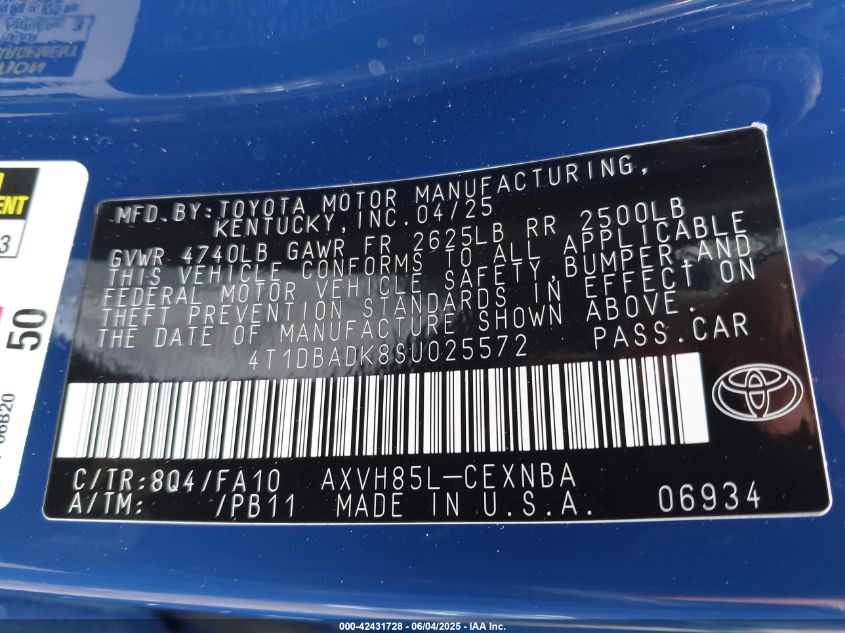 MFD. BY: TOYOTA MOTOR MANUFACTURING,
KENTUCKY, INC. 04/25
GVWR 4740LB GAWR FR 2625LB RR 2500LB
THIS VEHICLE CONFORMS TO ALL APPLICABLE
FEDERAL MOTOR VEHICLE SAFETY, BUMPER, AND
THEFT PREVENTION STANDARDS IN EFFECT ON
THE DATE OF MANUFACTURE SHOWN ABOVE.
4T1DBADK8SU025572 PASS.CAR
C/TR:8Q4/FA10 AXVH85L-CEXNBA
A/TM: /PB11 MADE IN U.S.A. 06934
50
06B20
000-42431728 | 06/04/2025 - IAA Inc.